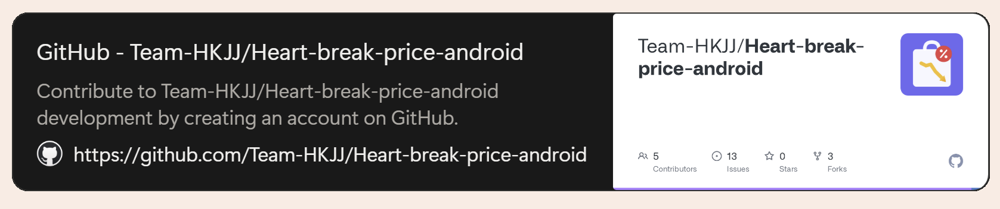 GitHub - Team-HKJJ/Heart-break-price-android
Contribute to Team-HKJJ/Heart-break-price-android
development by creating an account on GitHub.
https://github.com/Team-HKJJ/Heart-break-price-android
Team-HKJJ/Heart-break-
price-android
%
5 Contributors
13 Issues
0 Stars
3 Forks